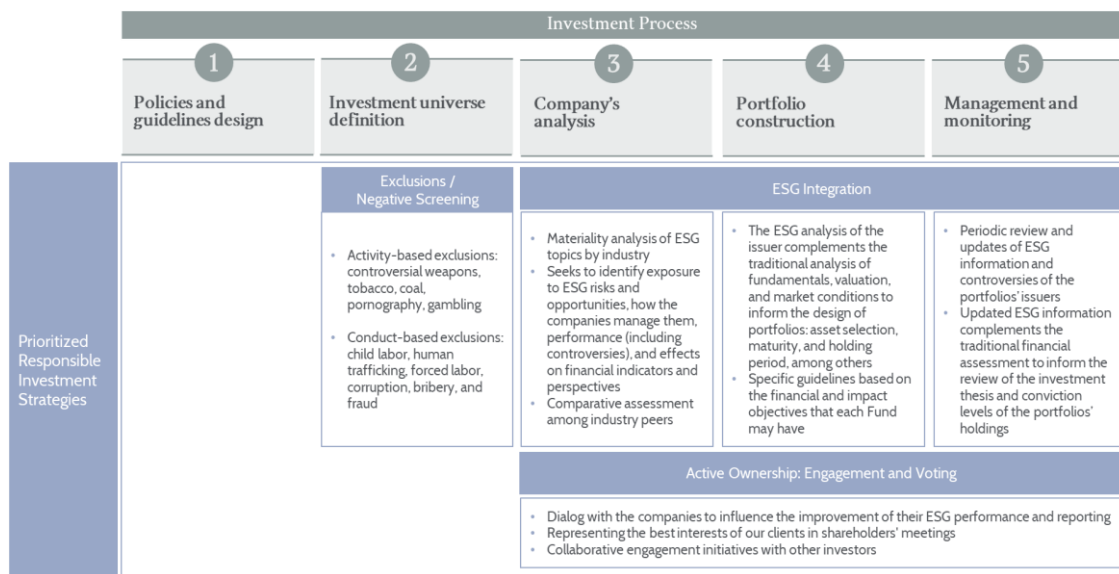 Investment Process
1
Policies and
guidelines design
2
Investment universe
definition
3
Company's
analysis
4
Portfolio
construction
5
Management and
monitoring
Prioritized
Responsible
Investment
Strategies
Exclusions /
Negative Screening
• Activity-based exclusions:
controversial weapons,
tobacco, coal,
pornography, gambling
• Conduct-based exclusions:
child labor, human
trafficking, forced labor,
corruption, bribery, and
fraud
ESG Integration
• Materiality analysis of ESG
topics by industry
• Seeks to identify exposure
to ESG risks and
opportunities, how the
companies manage them,
performance (including
controversies), and effects
on financial indicators and
perspectives
• Comparative assessment
among industry peers
• The ESG analysis of the
issuer complements the
traditional analysis of
fundamentals, valuation,
and market conditions to
inform the design of
portfolios: asset selection,
maturity, and holding
period, among others
• Specific guidelines based on
the financial and impact
objectives that each Fund
may have
• Periodic review and
updates of ESG
information and
controversies of the
portfolios' issuers
• Updated ESG information
complements the
traditional financial
assessment to inform the
review of the investment
thesis and conviction
levels of the portfolios'
holdings
Active Ownership: Engagement and Voting
• Dialog with the companies to influence the improvement of their ESG performance and reporting
• Representing the best interests of our clients in shareholders' meetings
• Collaborative engagement initiatives with other investors